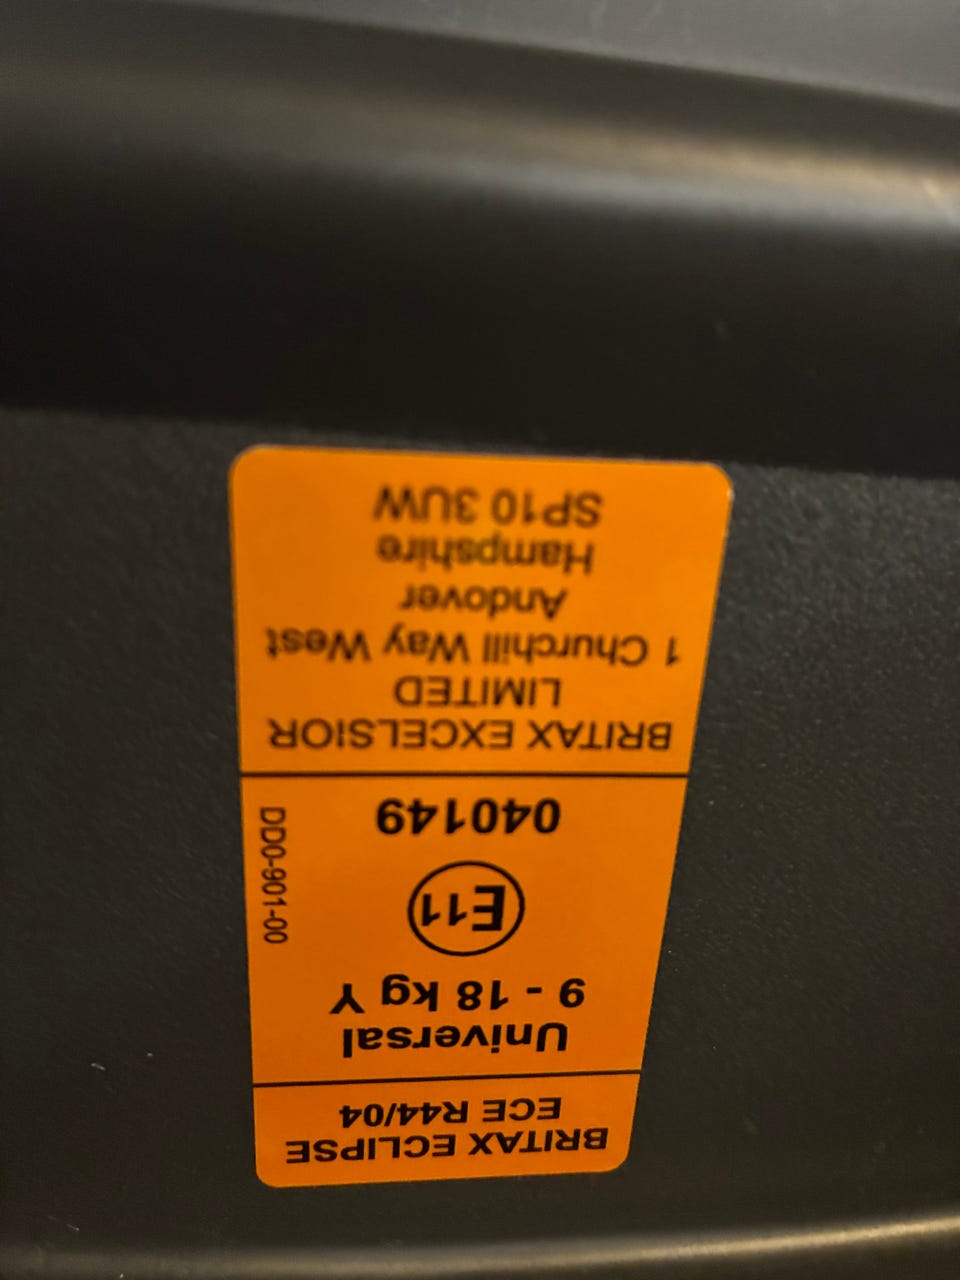 BRITAX ECLIPSE
ECE R44/04
Universal
9 - 18 kg Y
E11
040149
DD0-901-00
BRITAX EXCELSIOR
LIMITED
1 Churchill Way West
Andover
Hampshire
SP10 3UW